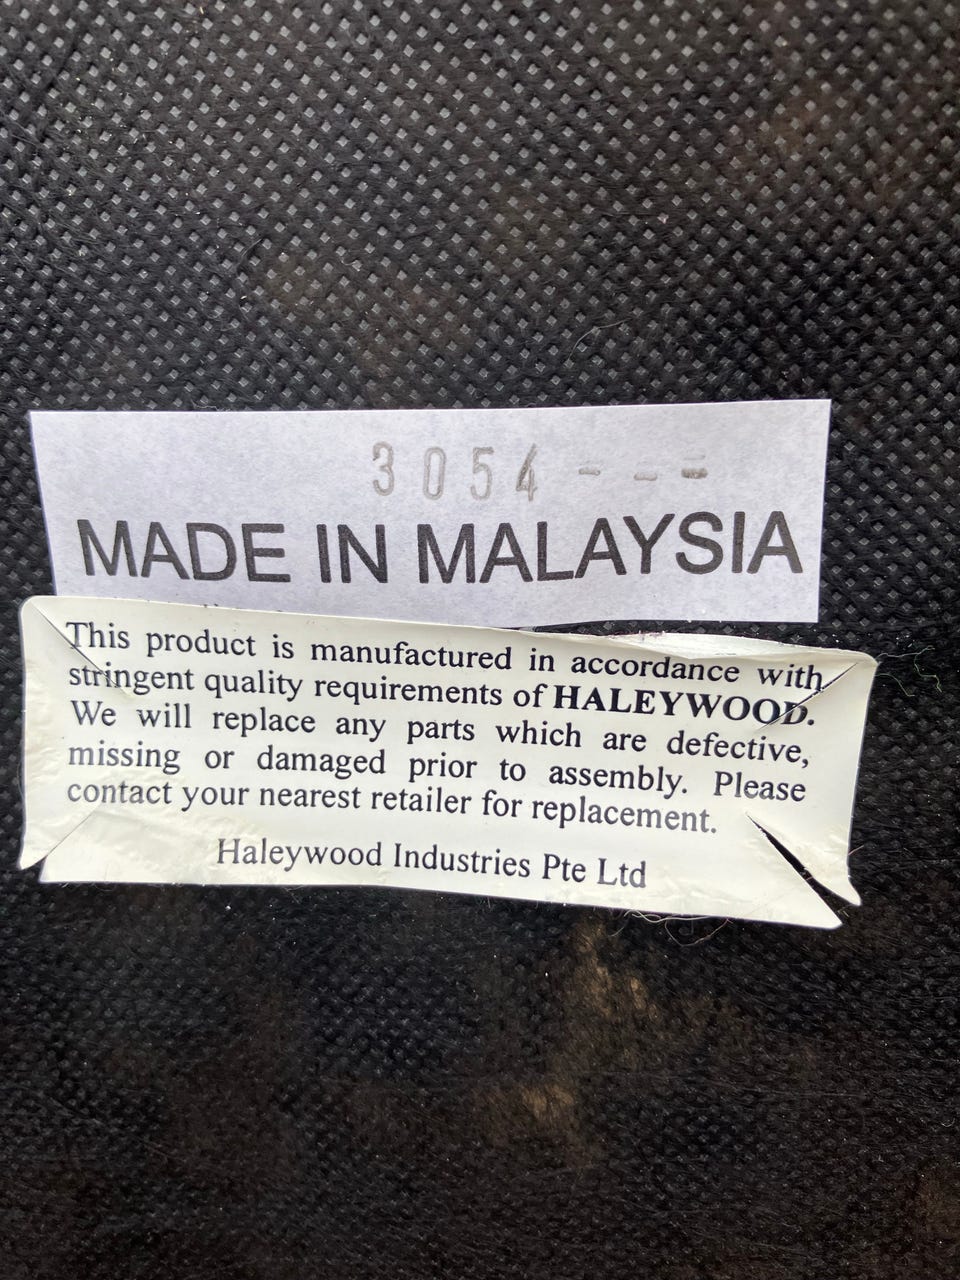 3054---
MADE IN MALAYSIA
This product is manufactured in accordance with
stringent quality requirements of HALEYWOOD.
We will replace any parts which are defective,
missing or damaged prior to assembly. Please
contact your nearest retailer for replacement.
Haleywood Industries Pte Ltd